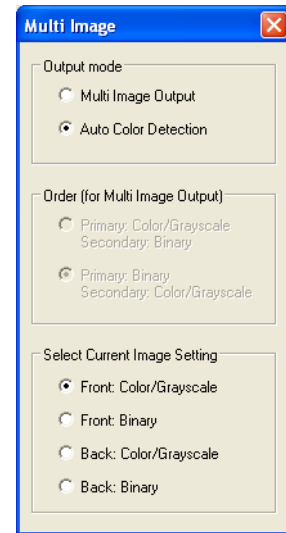 Multi Image
Output mode
Multi Image Output
Auto Color Detection
Order (for Multi Image Output)
Primary: Color/Grayscale
Secondary: Binary
Primary: Binary
Secondary: Color/Grayscale
Select Current Image Setting
Front: Color/Grayscale
Front: Binary
Back: Color/Grayscale
Back: Binary